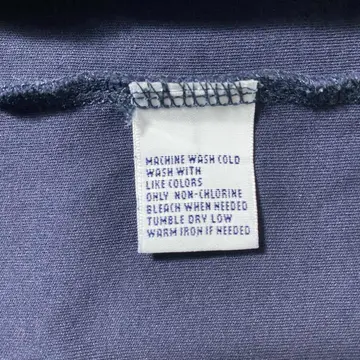 MACHINE WASH COLD
WASH WITH
LIKE COLORS
ONLY NON-CHLORINE
BLEACH WHEN NEEDED
TUMBLE DRY LOW
WARM IRON IF NEEDED